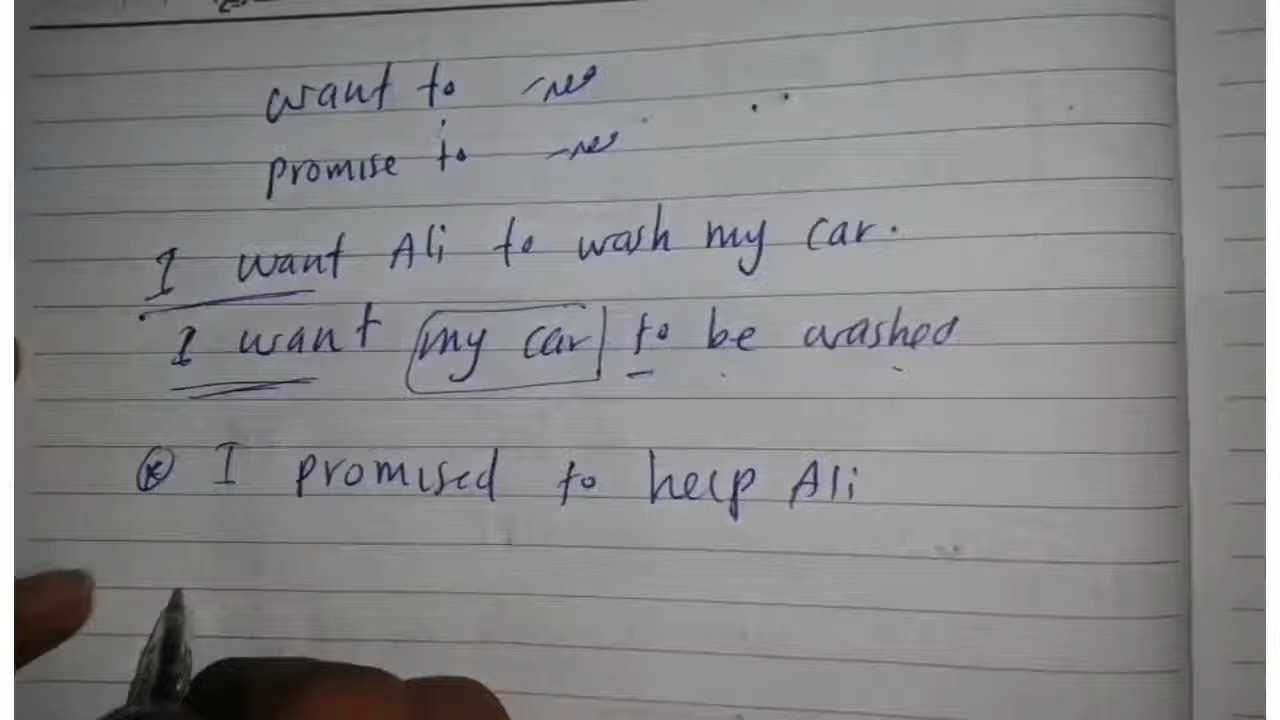 want to
promise to
I want Ali to wash my car.
I want my car to be washed
I promised to help Ali